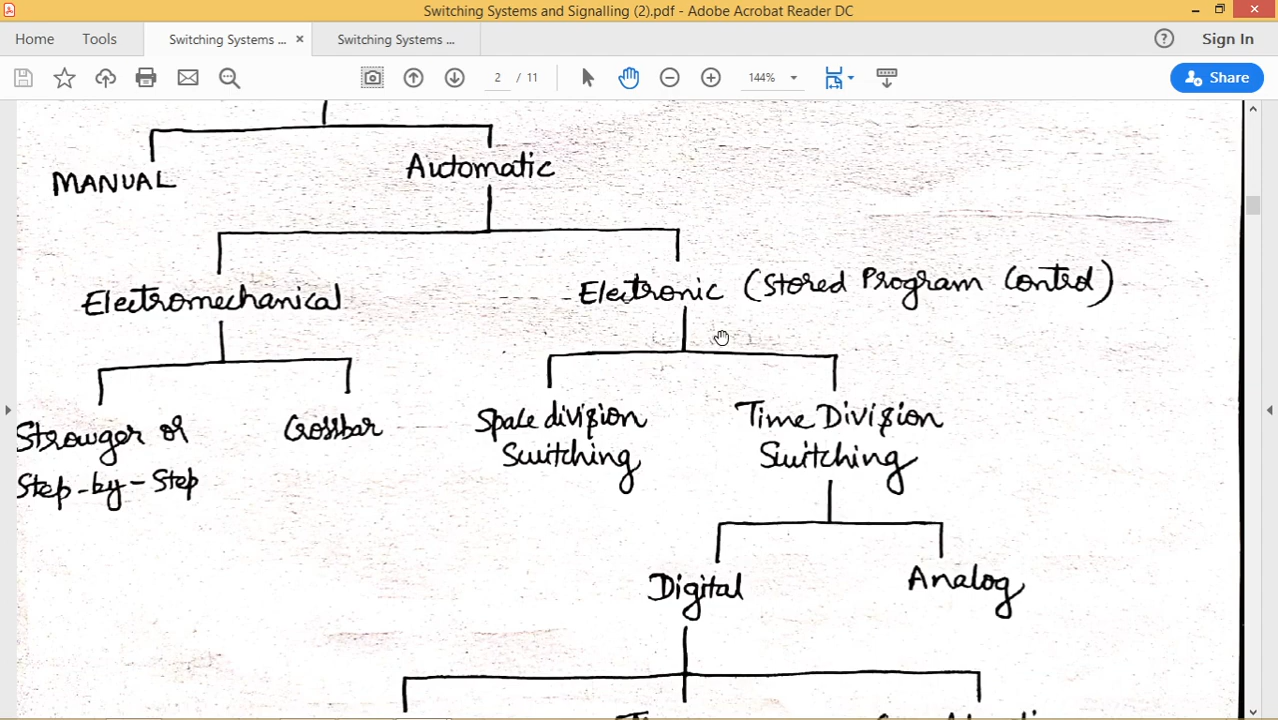 Switching Systems and Signalling (2).pdf - Adobe Acrobat Reader DC
Home Tools Switching Systems ... × Switching Systems ... Sign In
2 / 11 144% Share
MANUAL Automatic
Electromechanical Electronic (Stored Program Control)
Strowger or Crossbar Space division Time Division
Step-by-Step Switching Switching
Digital Analog